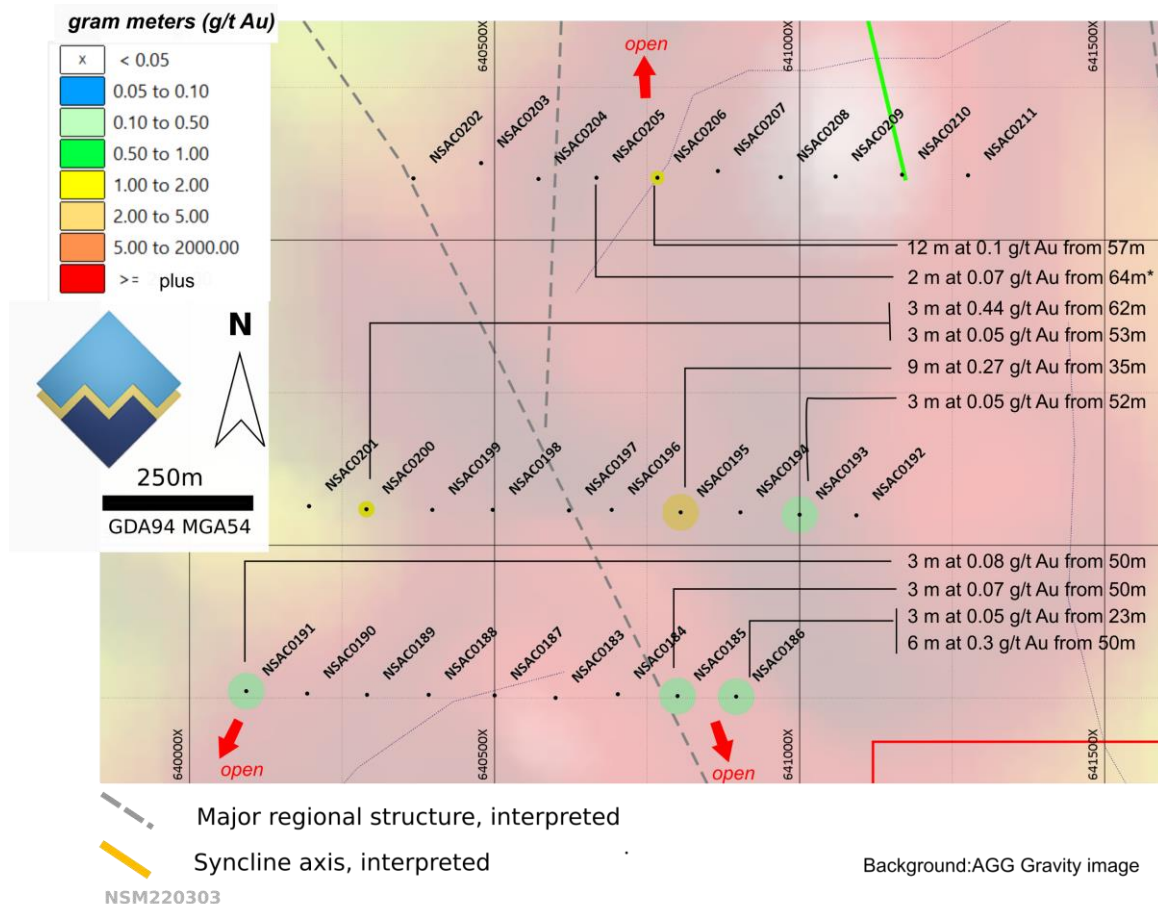 gram meters (g/t Au)
x < 0.05
0.05 to 0.10
0.10 to 0.50
0.50 to 1.00
1.00 to 2.00
2.00 to 5.00
5.00 to 2000.00
>= plus
N
250m
GDA94 MGA54
640500X
641000X
641500X
open
NSAC0202
NSAC0203
NSAC0204
NSAC0205
NSAC0206
NSAC0207
NSAC0208
NSAC0209
NSAC0210
NSAC0211
12 m at 0.1 g/t Au from 57m
2 m at 0.07 g/t Au from 64m*
3 m at 0.44 g/t Au from 62m
3 m at 0.05 g/t Au from 53m
9 m at 0.27 g/t Au from 35m
3 m at 0.05 g/t Au from 52m
NSAC0201
NSAC0200
NSAC0199
NSAC0198
NSAC0197
NSAC0196
NSAC0195
NSAC0194
NSAC0193
NSAC0192
3 m at 0.08 g/t Au from 50m
3 m at 0.07 g/t Au from 50m
3 m at 0.05 g/t Au from 23m
6 m at 0.3 g/t Au from 50m
NSAC0191
NSAC0190
NSAC0189
NSAC0188
NSAC0187
NSAC0183
NSAC0184
NSAC0185
NSAC0186
640000X
640500X
641000X
641500X
open
open
Major regional structure, interpreted
Syncline axis, interpreted
Background:AGG Gravity image
NSM220303